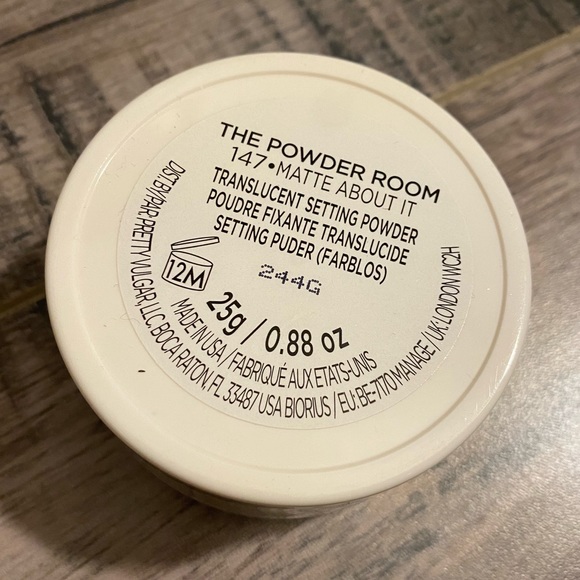 THE POWDER ROOM
147•MATTE ABOUT IT
TRANSLUCENT SETTING POWDER
POUDRE FIXANTE TRANSLUCIDE
SETTING PUDER (FARBLOS)
244G
12M
25g / 0.88 oz
MADE IN USA / FABRIQUÉ AUX ETATS-UNIS
DIST. BY/PAR PRETTY VULGAR LLC, BOCA RATON, FL 33487 USA BIORIUS / EU: BE-7170 MANAGE / UK: LONDON WC2H